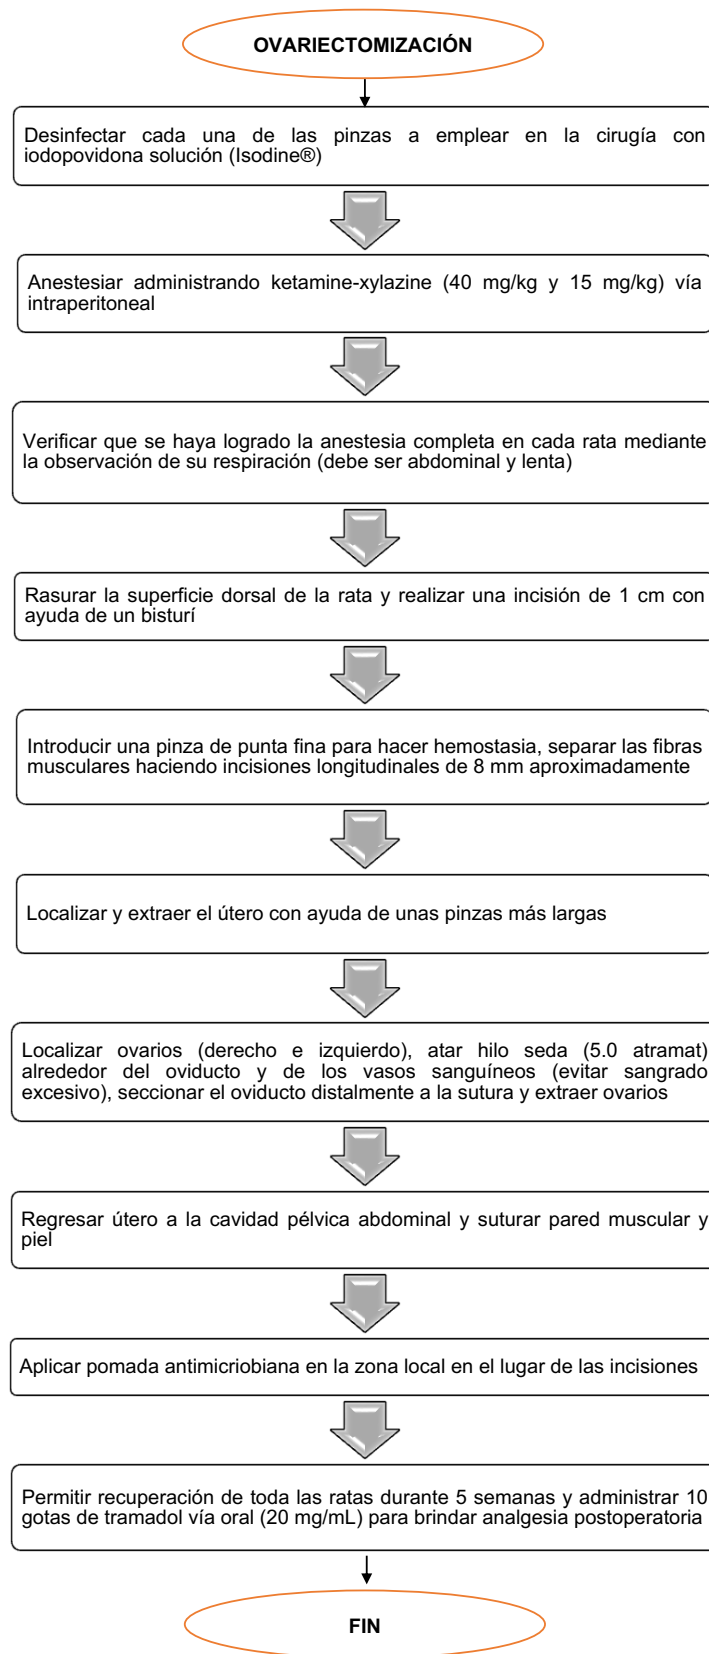 OVARIECTOMIZACIÓN
Desinfectar cada una de las pinzas a emplear en la cirugía con
iodopovidona solución (Isodine®)
Anestesiar administrando ketamine-xylazine (40 mg/kg y 15 mg/kg) vía
intraperitoneal
Verificar que se haya logrado la anestesia completa en cada rata mediante
la observación de su respiración (debe ser abdominal y lenta)
Rasurar la superficie dorsal de la rata y realizar una incisión de 1 cm con
ayuda de un bisturí
Introducir una pinza de punta fina para hacer hemostasia, separar las fibras
musculares haciendo incisiones longitudinales de 8 mm aproximadamente
Localizar y extraer el útero con ayuda de unas pinzas más largas
Localizar ovarios (derecho e izquierdo), atar hilo seda (5.0 atramat)
alrededor del oviducto y de los vasos sanguíneos (evitar sangrado
excesivo), seccionar el oviducto distalmente a la sutura y extraer ovarios
Regresar útero a la cavidad pélvica abdominal y suturar pared muscular y
piel
Aplicar pomada antimicriobiana en la zona local en el lugar de las incisiones
Permitir recuperación de toda las ratas durante 5 semanas y administrar 10
gotas de tramadol vía oral (20 mg/mL) para brindar analgesia postoperatoria
FIN